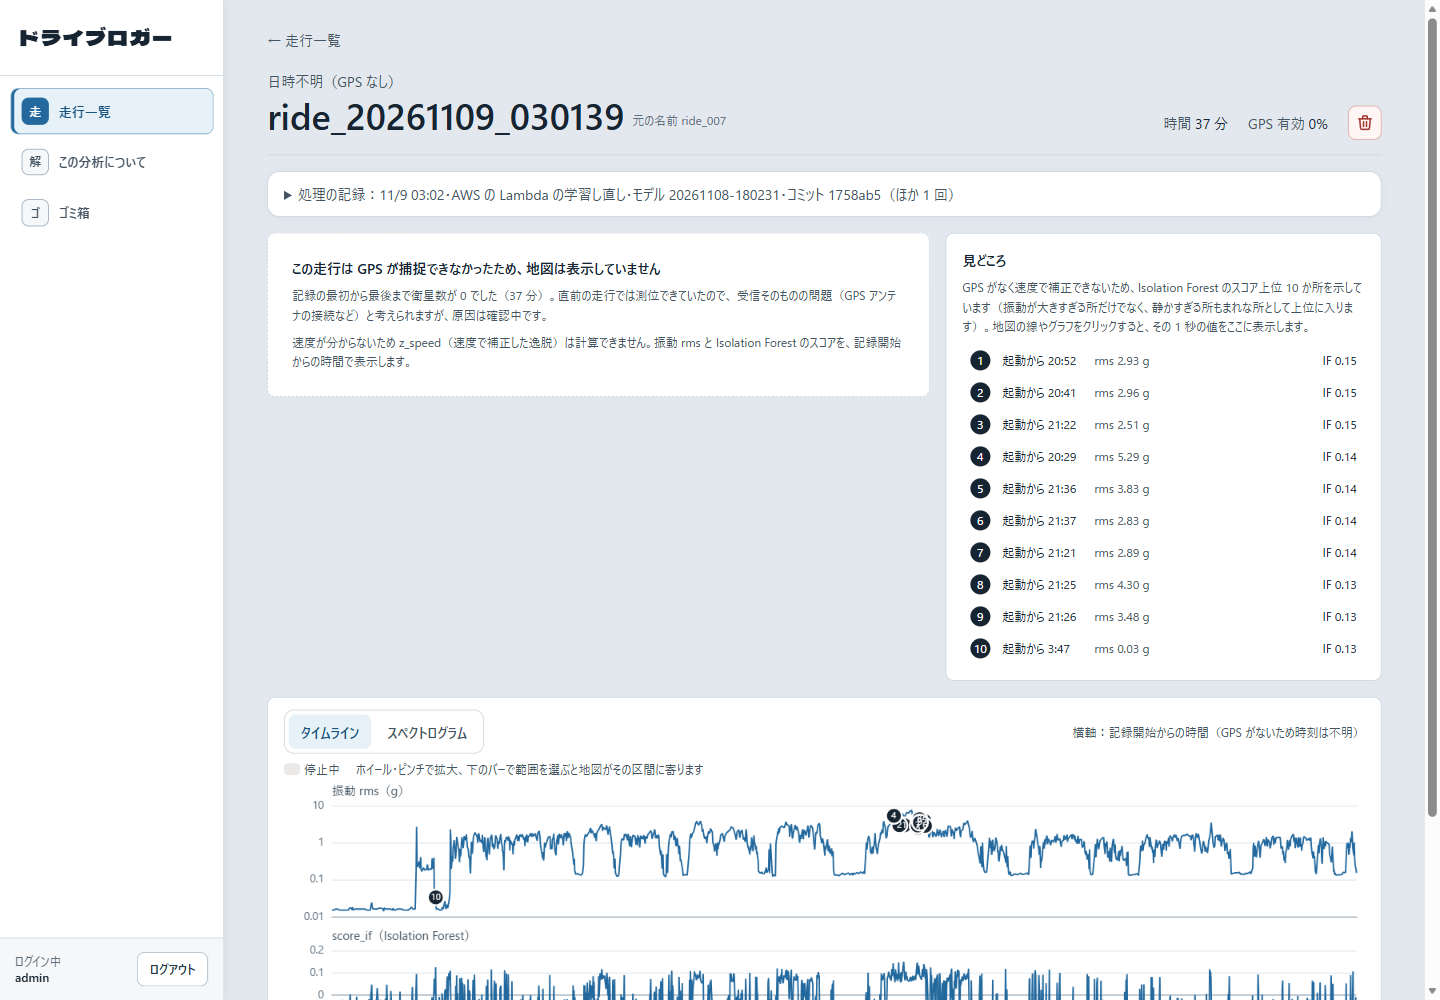 ドライブロガー
走 走行一覧
解 この分析について
ゴ ゴミ箱
ログイン中
admin
ログアウト
← 走行一覧
日時不明（GPS なし）
ride_20261109_030139 元の名前 ride_007
時間 37 分 GPS 有効 0%
▶ 処理の記録：11/9 03:02・AWS の Lambda の学習し直し・モデル 20261108-180231・コミット 1758ab5（ほか 1 回）
この走行は GPS が捕捉できなかったため、地図は表示していません
記録の最初から最後まで衛星数が 0 でした（37 分）。直前の走行では測位できていたので、受信そのものの問題（GPS アンテ
ナの接続など）と考えられますが、原因は確認中です。
速度が分からないため z_speed（速度で補正した逸脱）は計算できません。振動 rms と Isolation Forest のスコアを、記録開始
からの時間で表示します。
見どころ
GPS がなく速度で補正できないため、Isolation Forest のスコア上位 10 か所を示して
います（振動が大きすぎる所だけでなく、静かすぎる所もまれな所として上位に入りま
す）。地図の線やグラフをクリックすると、その 1 秒の値をここに表示します。
1 起動から 20:52 rms 2.93 g IF 0.15
2 起動から 20:41 rms 2.96 g IF 0.15
3 起動から 21:22 rms 2.51 g IF 0.15
4 起動から 20:29 rms 5.29 g IF 0.14
5 起動から 21:36 rms 3.83 g IF 0.14
6 起動から 21:37 rms 2.83 g IF 0.14
7 起動から 21:21 rms 2.89 g IF 0.14
8 起動から 21:25 rms 4.30 g IF 0.13
9 起動から 21:26 rms 3.48 g IF 0.13
10 起動から 3:47 rms 0.03 g IF 0.13
タイムライン スペクトログラム
横軸：記録開始からの時間（GPS がないため時刻は不明）
停止中 ホイール・ピンチで拡大、下のバーで範囲を選ぶと地図がその区間に寄ります
振動 rms（g）
10
1
0.1
0.01
4
10
score_if（Isolation Forest）
0.2
0.1
0